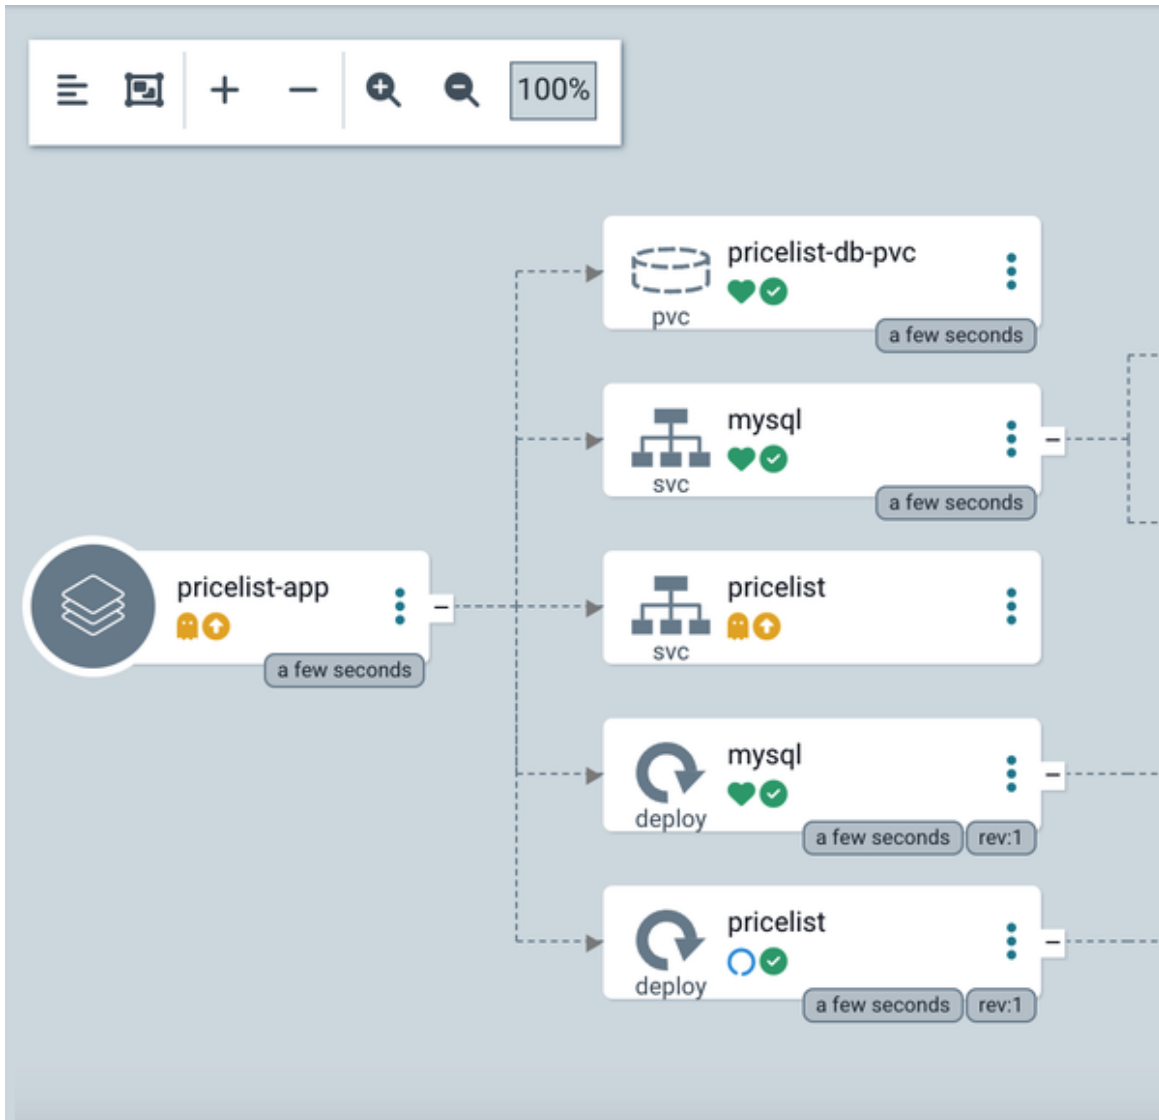 100%
pricelist-db-pvc
pvc
a few seconds
mysql
svc
a few seconds
pricelist-app
a few seconds
pricelist
svc
mysql
deploy
a few seconds rev:1
pricelist
deploy
a few seconds rev:1